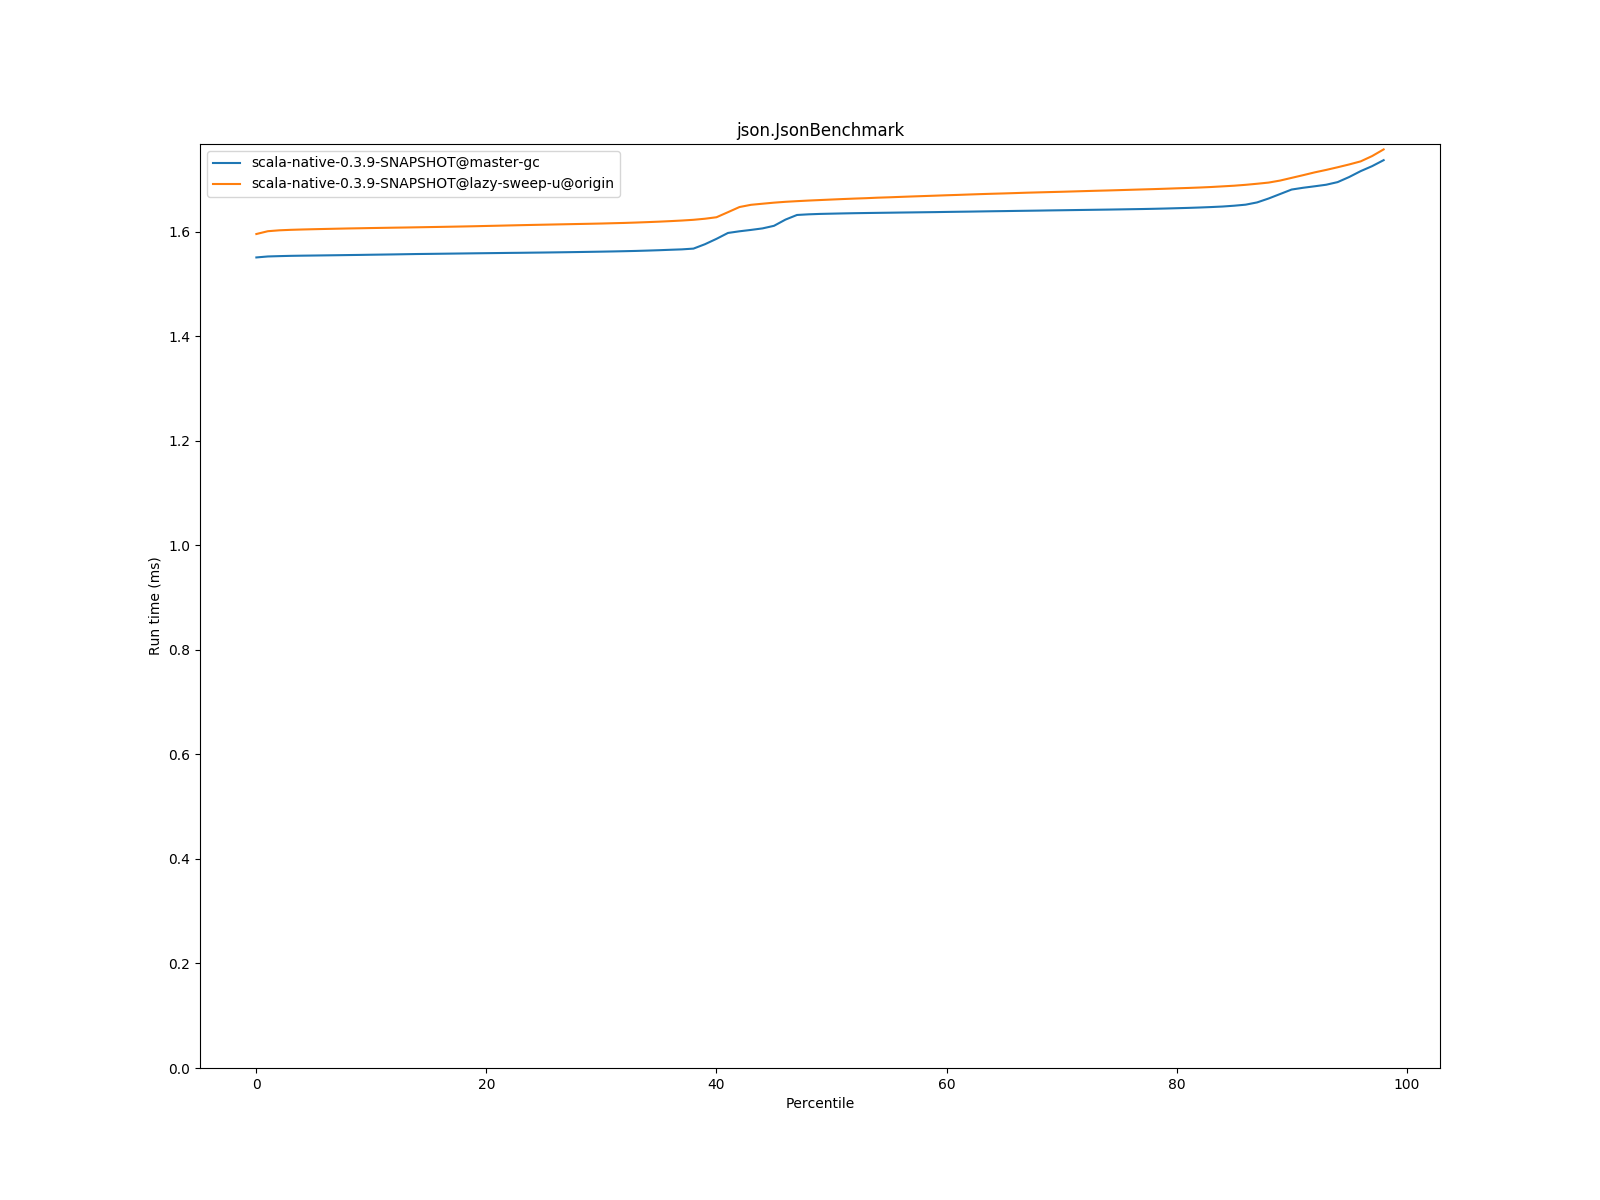 json.JsonBenchmark
scala-native-0.3.9-SNAPSHOT@master-gc
scala-native-0.3.9-SNAPSHOT@lazy-sweep-u@origin
Run time (ms)
1.6
1.4
1.2
1.0
0.8
0.6
0.4
0.2
0.0
0 20 40 60 80 100
Percentile